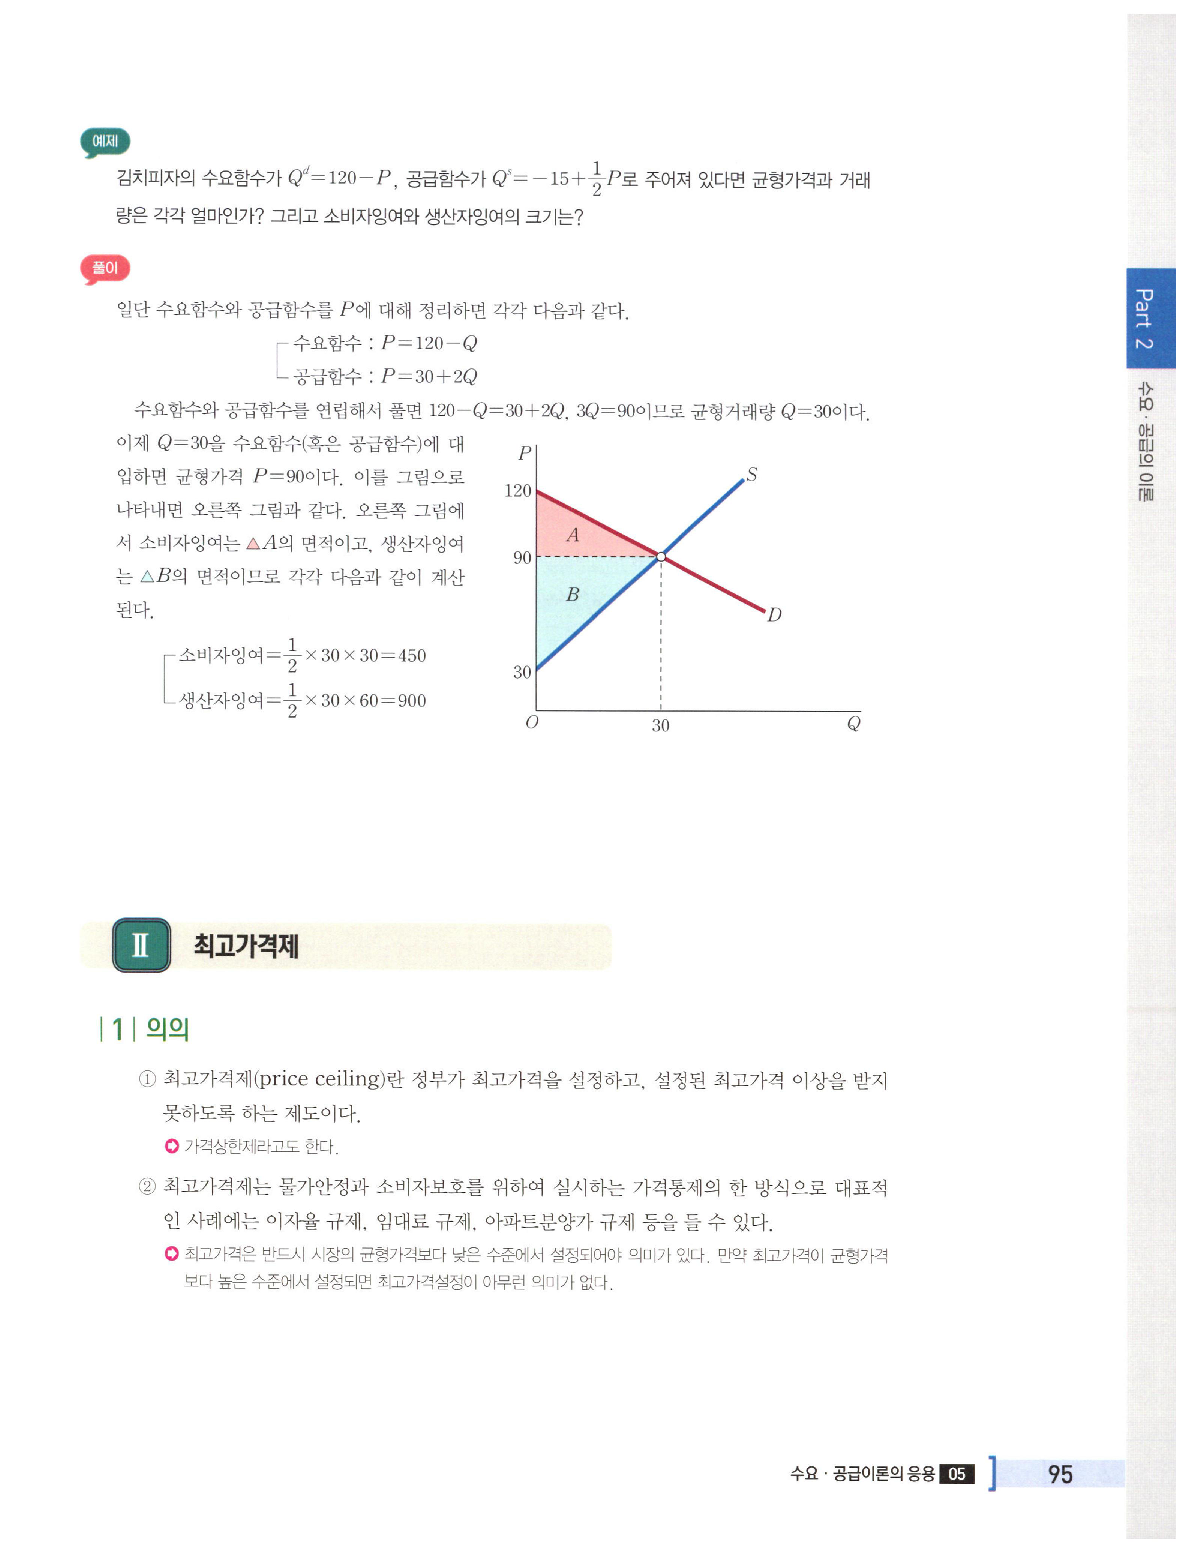 예제
김치피자의 수요함수가 Qᵈ=120-P, 공급함수가 Qˢ=-15+1/2P로 주어져 있다면 균형가격과 거래
량은 각각 얼마인가? 그리고 소비자잉여와 생산자잉여의 크기는?
풀이
일단 수요함수와 공급함수를 P에 대해 정리하면 각각 다음과 같다.
수요함수 : P=120-Q
공급함수 : P=30+2Q
수요함수와 공급함수를 연립해서 풀면 120-Q=30+2Q, 3Q=90이므로 균형거래량 Q=30이다.
이제 Q=30을 수요함수(혹은 공급함수)에 대
입하면 균형가격 P=90이다. 이를 그림으로
나타내면 오른쪽 그림과 같다. 오른쪽 그림에
서 소비자잉여는 △A의 면적이고, 생산자잉여
는 △B의 면적이므로 각각 다음과 같이 계산
된다.
소비자잉여=1/2×30×30=450
생산자잉여=1/2×30×60=900
P
120
90
30
A
B
S
D
O
30
Q
Ⅱ 최고가격제
|1| 의의
① 최고가격제(price ceiling)란 정부가 최고가격을 설정하고, 설정된 최고가격 이상을 받지
못하도록 하는 제도이다.
가격상한제라고도 한다.
② 최고가격제는 물가안정과 소비자보호를 위하여 실시하는 가격통제의 한 방식으로 대표적
인 사례에는 이자율 규제, 임대료 규제, 아파트분양가 규제 등을 들 수 있다.
최고가격은 반드시 시장의 균형가격보다 낮은 수준에서 설정되어야 의미가 있다. 만약 최고가격이 균형가격
보다 높은 수준에서 설정되면 최고가격설정이 아무런 의미가 없다.
Part 2
수요·공급의 이론
수요·공급이론의 응용 05
95